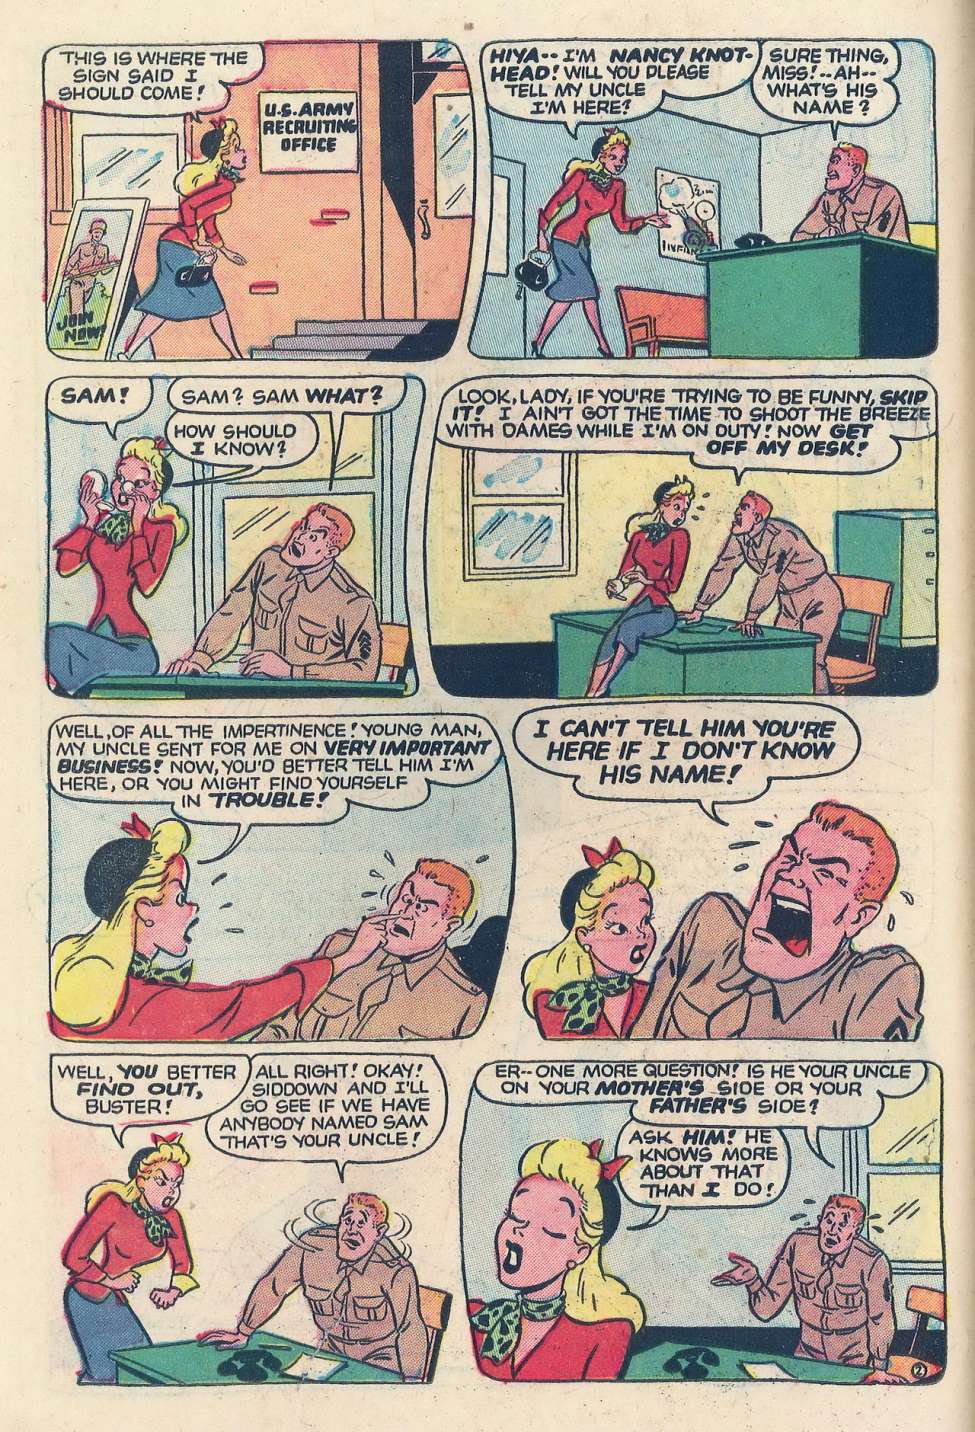 THIS IS WHERE THE
SIGN SAID I
SHOULD COME!
U.S. ARMY
RECRUITING
OFFICE
JOIN
NOW!
HIYA-- I'M NANCY KNOT-
HEAD! WILL YOU PLEASE
TELL MY UNCLE
I'M HERE?
SURE THING,
MISS!--AH--
WHAT'S HIS
NAME?
SAM!
SAM? SAM WHAT?
HOW SHOULD
I KNOW?
LOOK, LADY, IF YOU'RE TRYING TO BE FUNNY, SKIP
IT! I AIN'T GOT THE TIME TO SHOOT THE BREEZE
WITH DAMES WHILE I'M ON DUTY! NOW GET
OFF MY DESK!
WELL, OF ALL THE IMPERTINENCE! YOUNG MAN,
MY UNCLE SENT FOR ME ON VERY IMPORTANT
BUSINESS! NOW, YOU'D BETTER TELL HIM I'M
HERE, OR YOU MIGHT FIND YOURSELF
IN TROUBLE!
I CAN'T TELL HIM YOU'RE
HERE IF I DON'T KNOW
HIS NAME!
WELL, YOU BETTER
FIND OUT,
BUSTER!
ALL RIGHT! OKAY!
SIDDOWN AND I'LL
GO SEE IF WE HAVE
ANYBODY NAMED SAM
THAT'S YOUR UNCLE!
ER-- ONE MORE QUESTION! IS HE YOUR UNCLE
ON YOUR MOTHER'S SIDE OR YOUR
FATHER'S SIDE?
ASK HIM! HE
KNOWS MORE
ABOUT THAT
THAN I DO!
2